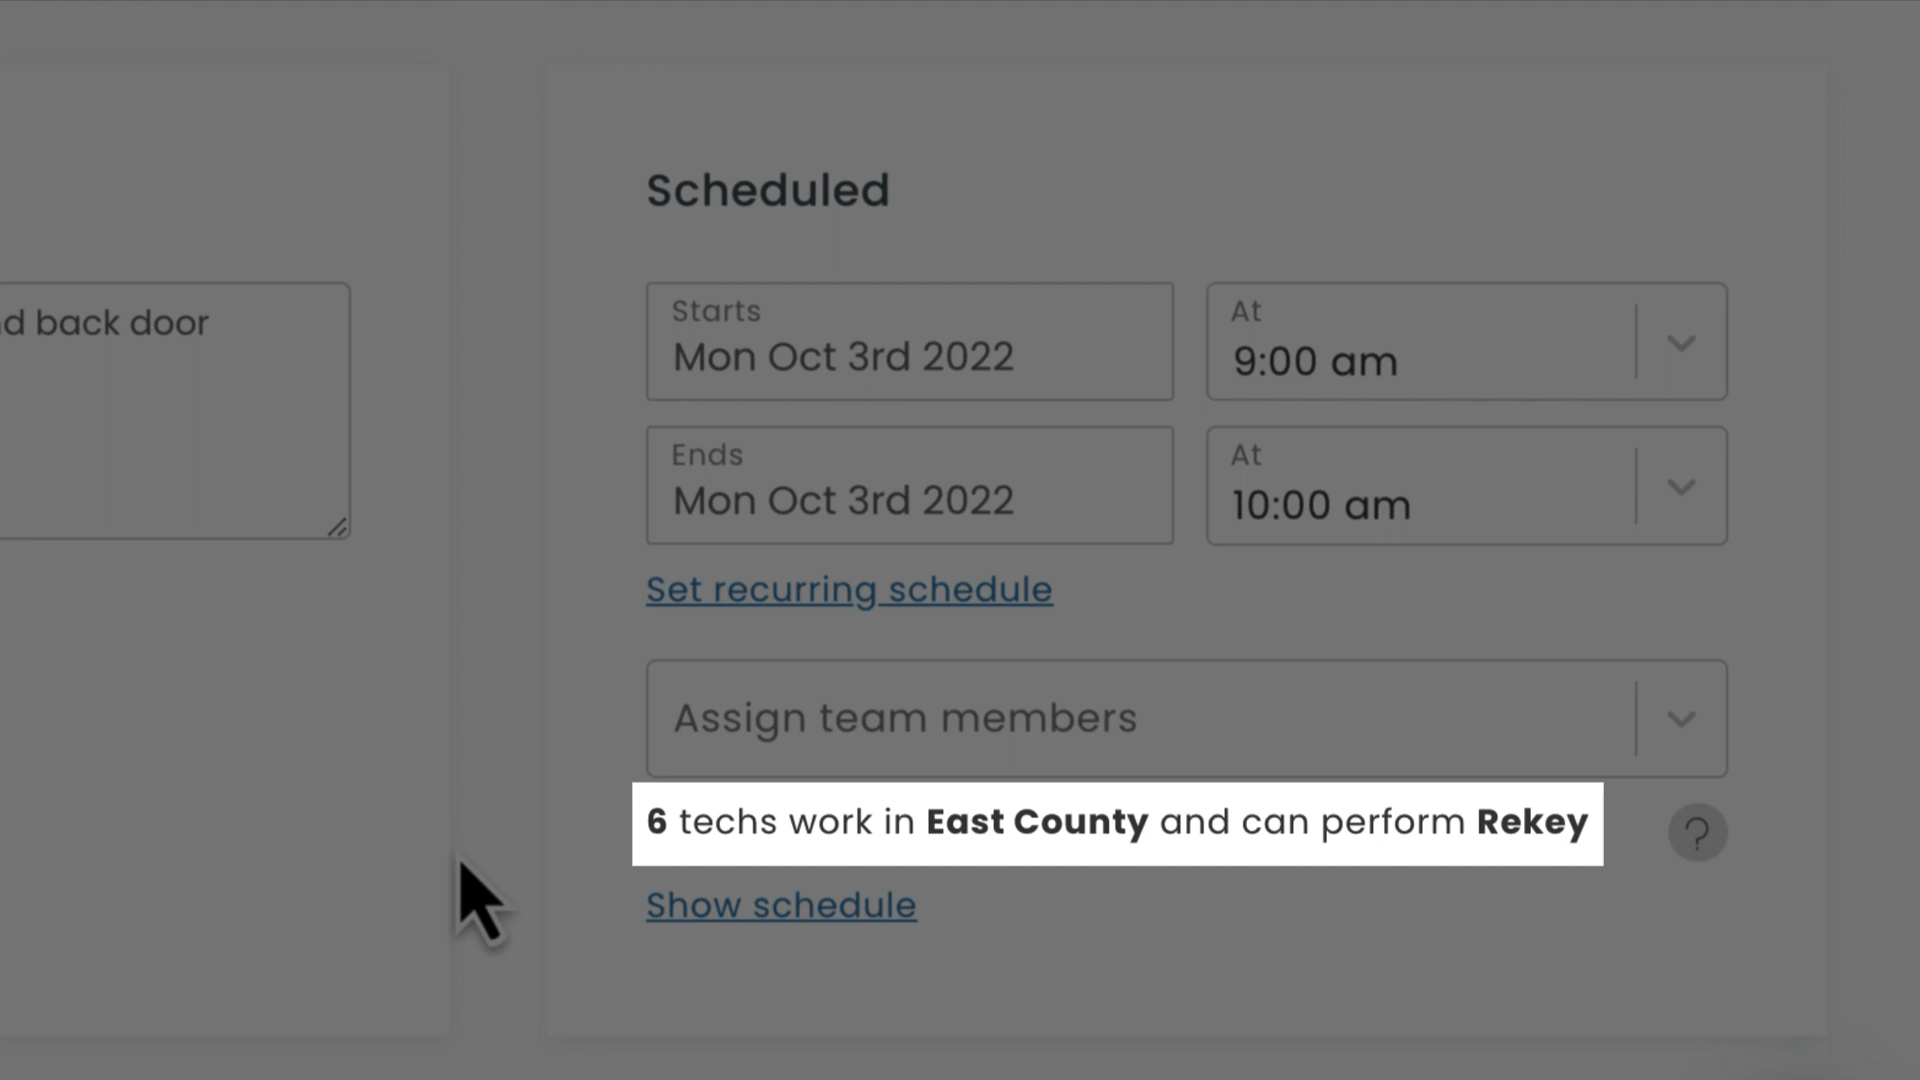 d back door
Scheduled
Starts
Mon Oct 3rd 2022
At
9:00 am
Ends
Mon Oct 3rd 2022
At
10:00 am
Set recurring schedule
Assign team members
6 techs work in East County and can perform Rekey
?
Show schedule